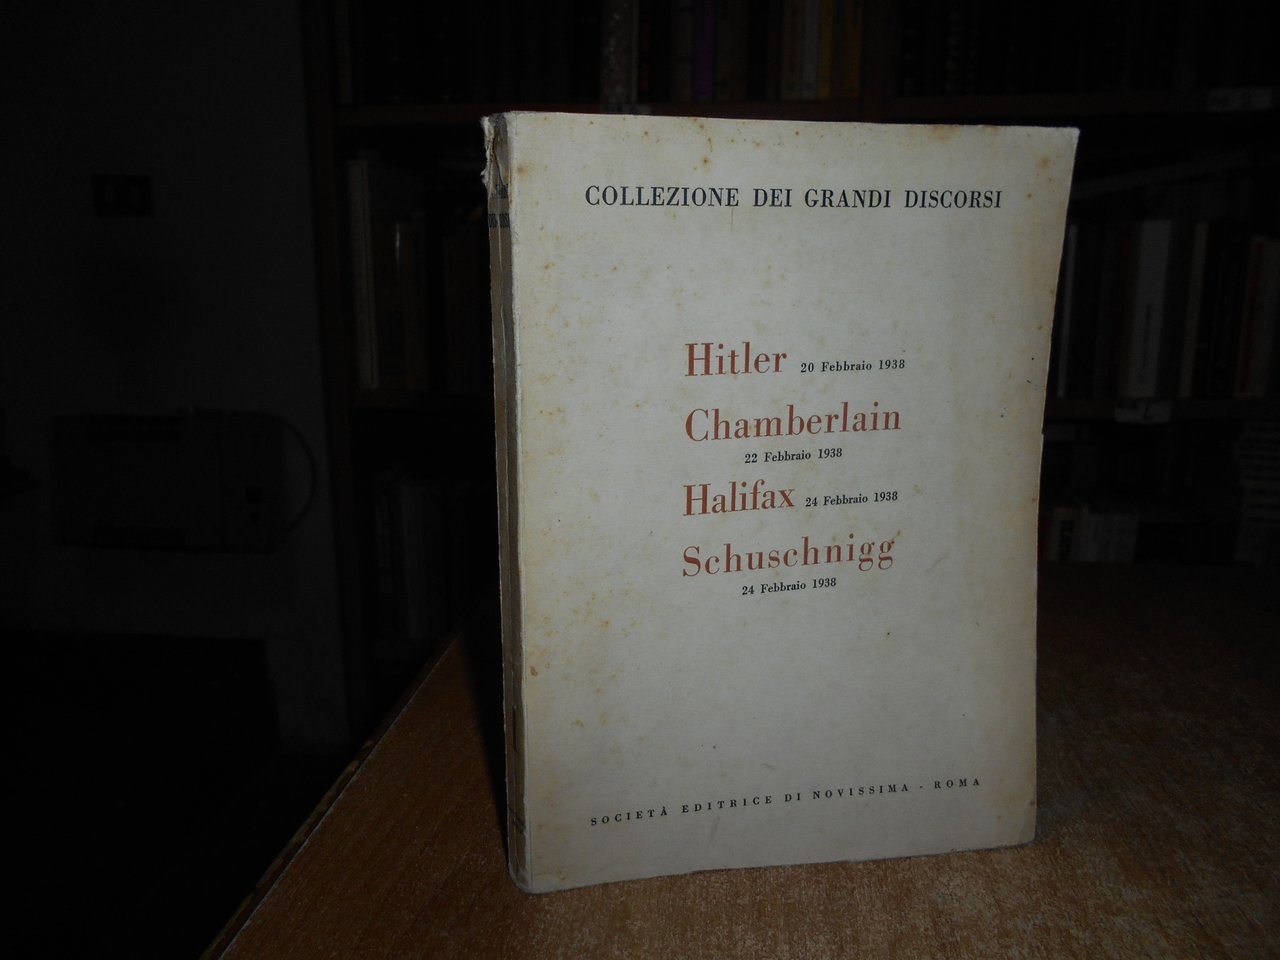 COLLEZIONE DEI GRANDI DISCORSI
Hitler 20 Febbraio 1938
Chamberlain
22 Febbraio 1938
Halifax 24 Febbraio 1938
Schuschnigg
24 Febbraio 1938
SOCIETÀ EDITRICE DI NOVISSIMA - ROMA